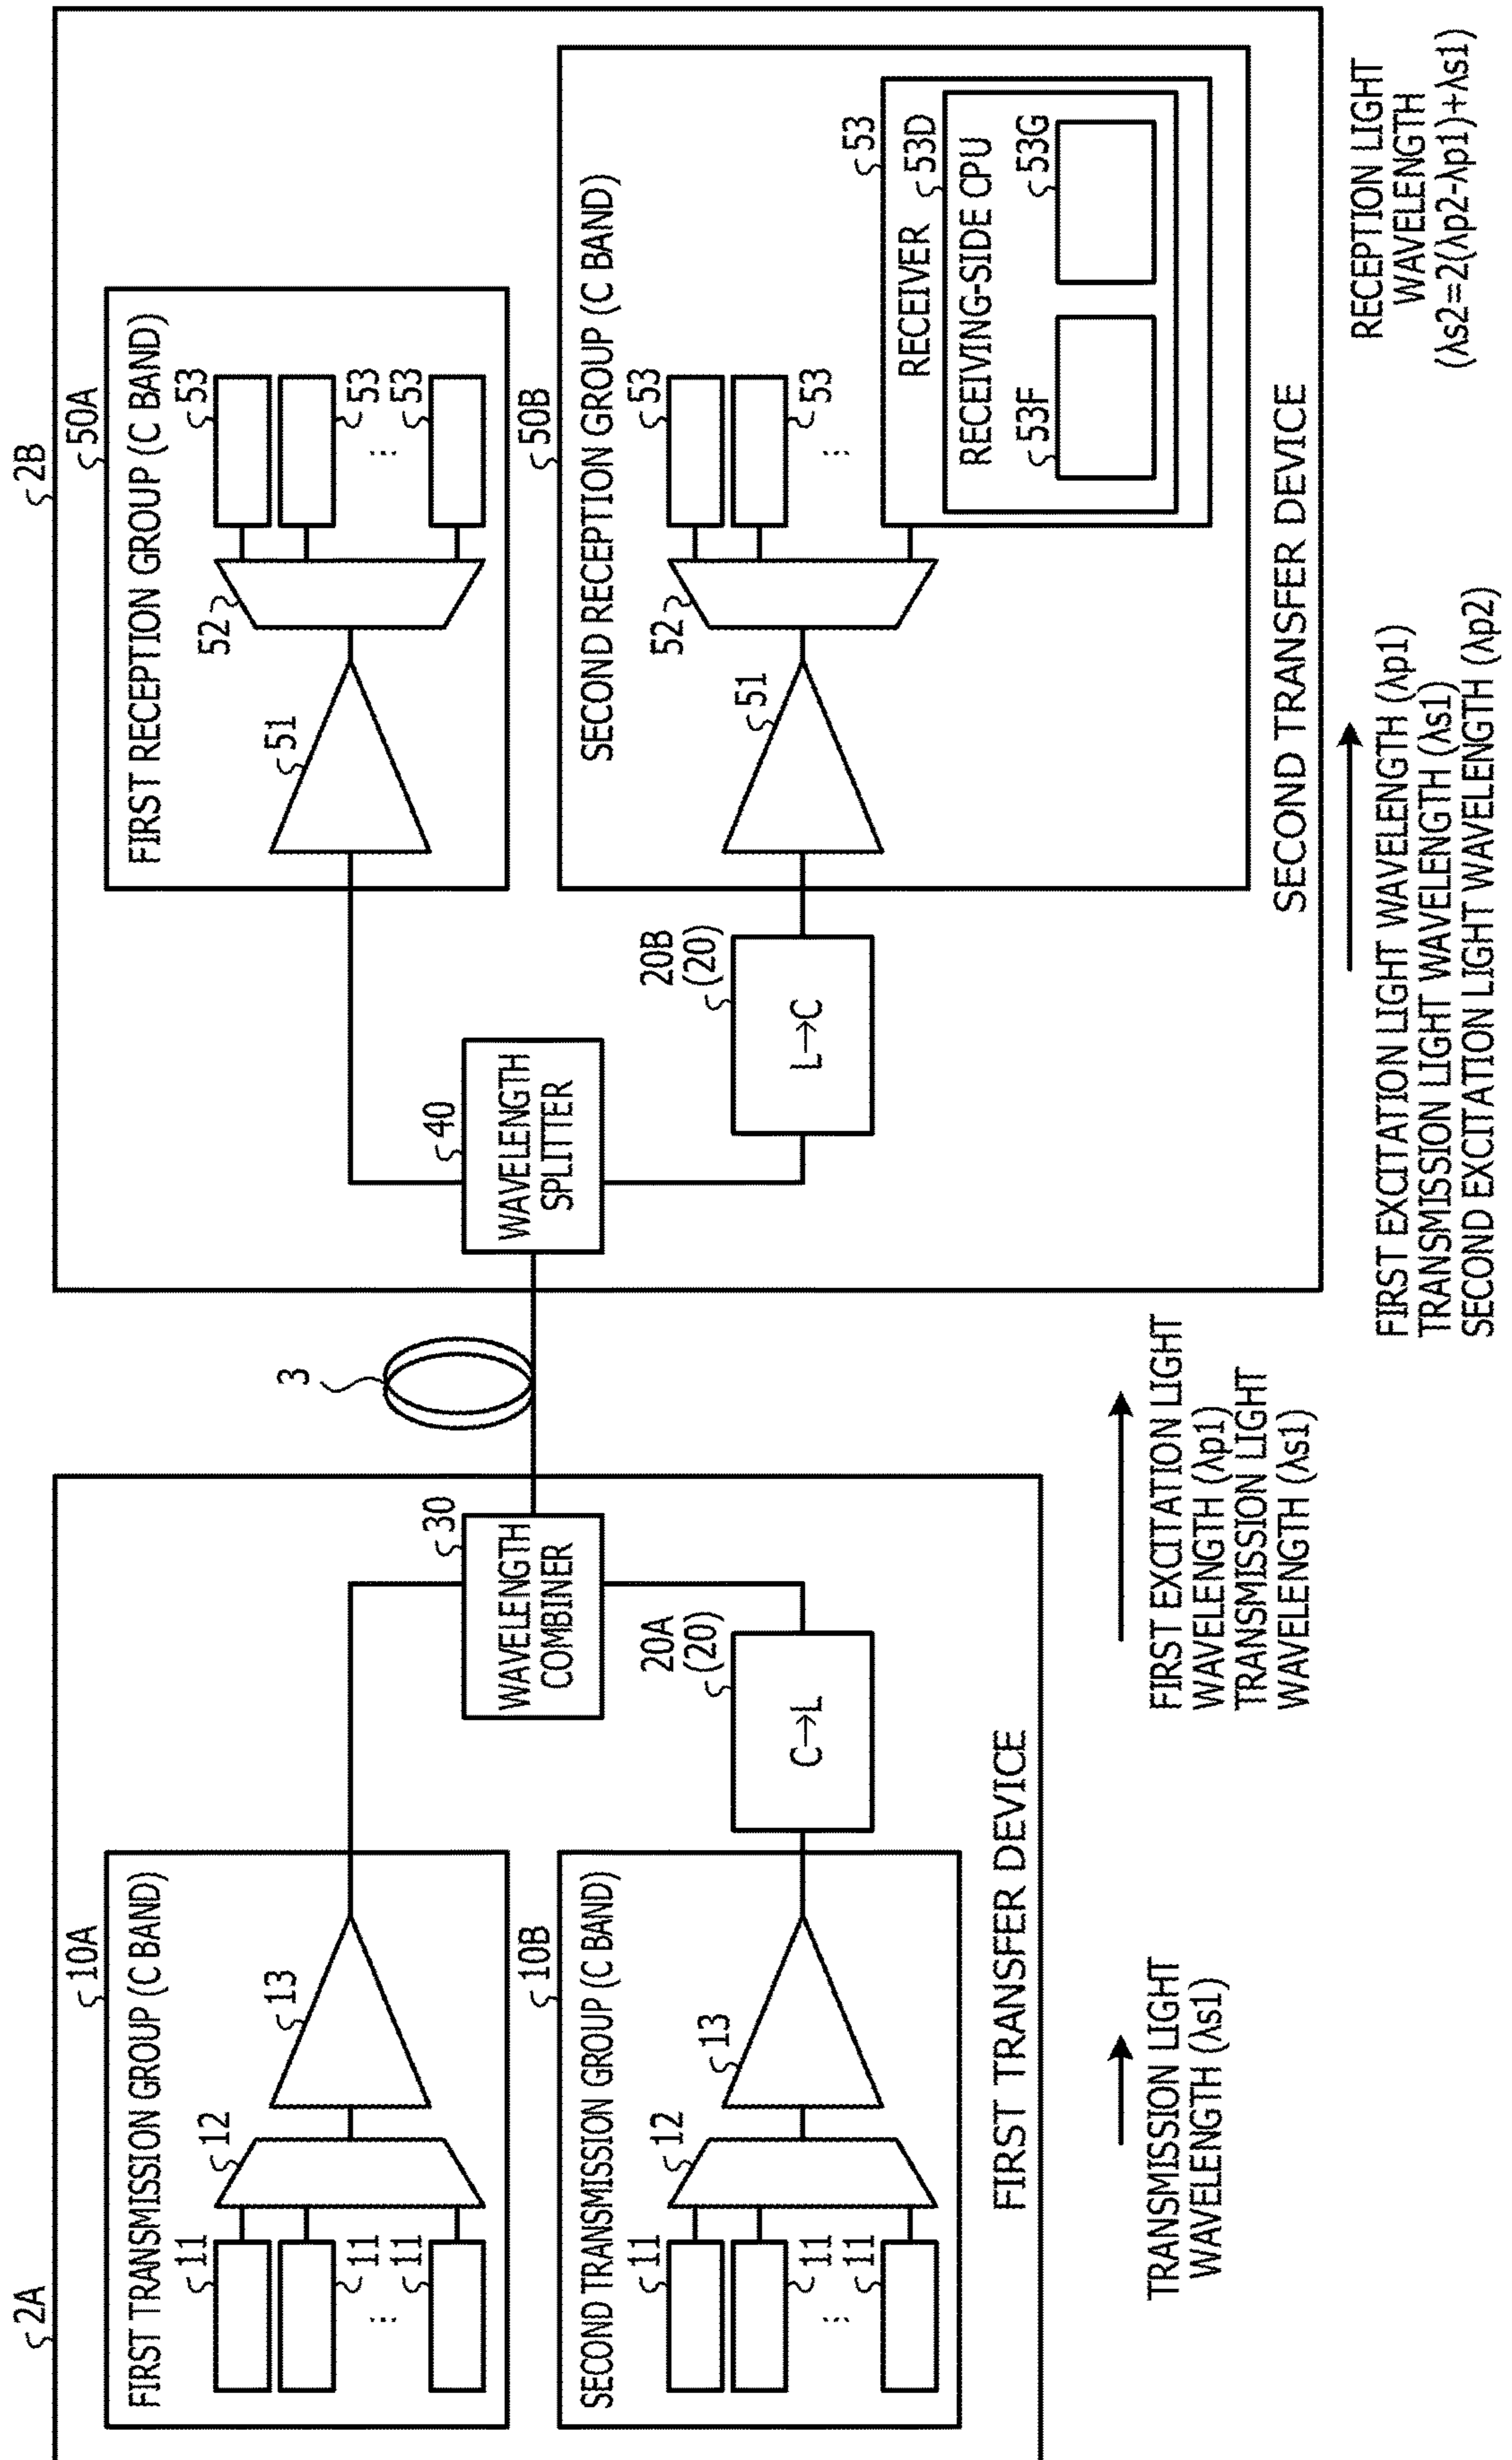 2A
10A
FIRST TRANSMISSION GROUP (C BAND)
11
11
11
⋮
12
13
10B
SECOND TRANSMISSION GROUP (C BAND)
11
11
11
⋮
12
13
20A
(20)
C→L
30
WAVELENGTH
COMBINER
FIRST TRANSFER DEVICE
3
2B
40
WAVELENGTH
SPLITTER
20B
(20)
L→C
50A
FIRST RECEPTION GROUP (C BAND)
51
52
53
53
53
⋮
50B
SECOND RECEPTION GROUP (C BAND)
51
52
53
53
⋮
53
RECEIVER
53D
RECEIVING-SIDE CPU
53F
53G
SECOND TRANSFER DEVICE
TRANSMISSION LIGHT
WAVELENGTH (λs1)
FIRST EXCITATION LIGHT
WAVELENGTH (λp1)
TRANSMISSION LIGHT
WAVELENGTH (λs1)
FIRST EXCITATION LIGHT WAVELENGTH (λp1)
TRANSMISSION LIGHT WAVELENGTH (λs1)
SECOND EXCITATION LIGHT WAVELENGTH (λp2)
RECEPTION LIGHT
WAVELENGTH
(λs2=2(λp2-λp1)+λs1)